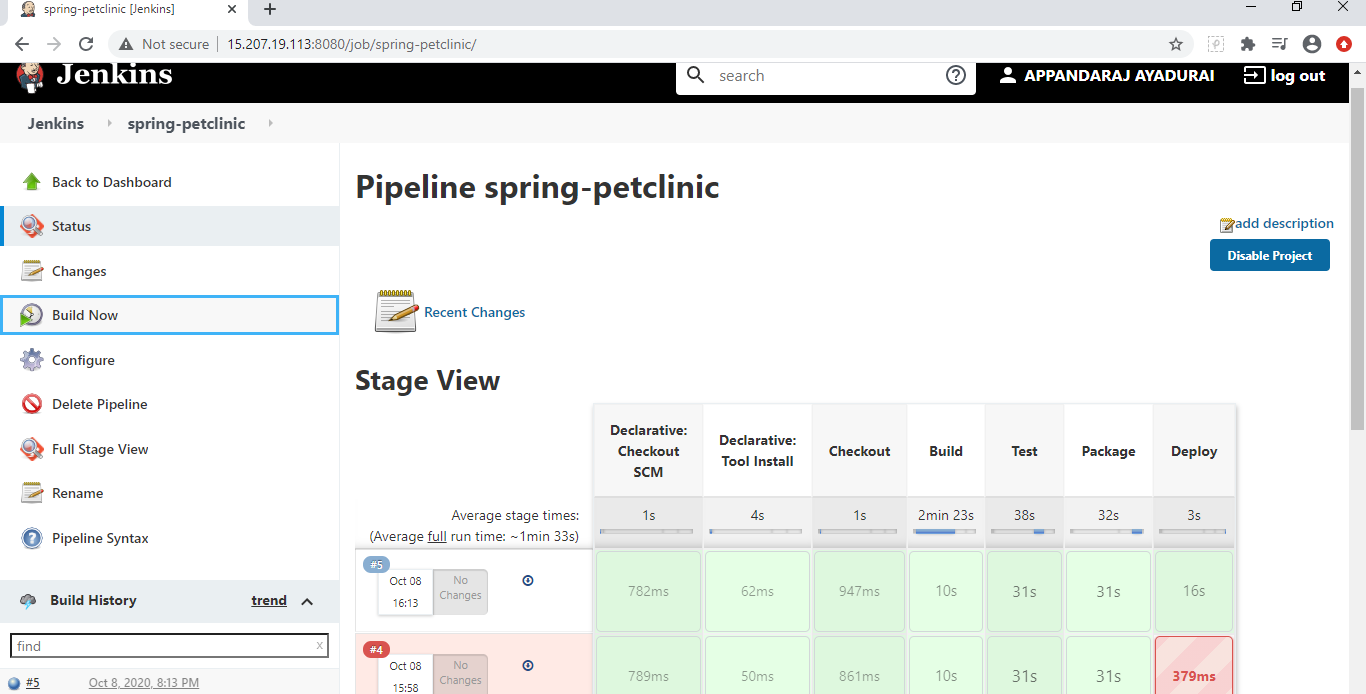 spring-petclinic [Jenkins]
Not secure
15.207.19.113:8080/job/spring-petclinic/
Jenkins
search
APPANDARAJ AYADURAI
log out
Jenkins
spring-petclinic
Back to Dashboard
Status
Changes
Build Now
Configure
Delete Pipeline
Full Stage View
Rename
Pipeline Syntax
Build History
trend
find
x
#5
Oct 8, 2020, 8:13 PM
Pipeline spring-petclinic
add description
Disable Project
Recent Changes
Stage View
Declarative:
Checkout
SCM
Declarative:
Tool Install
Checkout
Build
Test
Package
Deploy
Average stage times:
(Average full run time: ~1min 33s)
1s
4s
1s
2min 23s
38s
32s
3s
#5
Oct 08
16:13
No
Changes
782ms
62ms
947ms
10s
31s
31s
16s
#4
Oct 08
15:58
No
Changes
789ms
50ms
861ms
10s
31s
31s
379ms